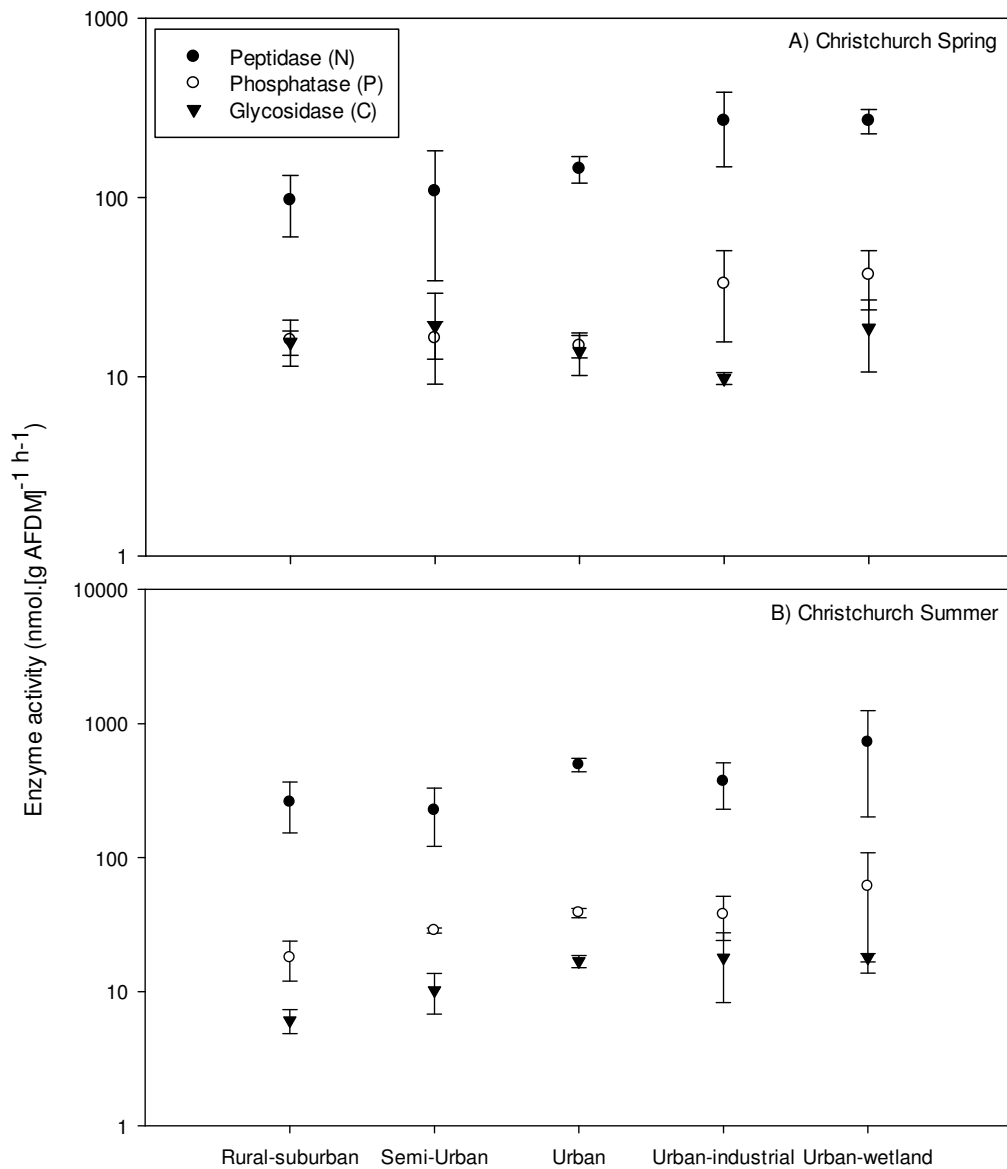 1000
A) Christchurch Spring
Peptidase (N)
Phosphatase (P)
Glycosidase (C)
100
10
1
Enzyme activity (nmol.[g AFDM]-1 h-1)
10000
B) Christchurch Summer
1000
100
10
1
Rural-suburban Semi-Urban Urban Urban-industrial Urban-wetland